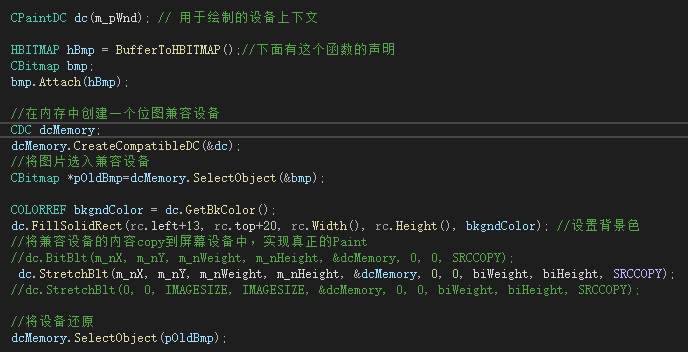 CPaintDC dc(m_pWnd); // 用于绘制的设备上下文
HBITMAP hBmp = BufferToHBITMAP();//下面有这个函数的声明
CBitmap bmp;
bmp.Attach(hBmp);
//在内存中创建一个位图兼容设备
CDC dcMemory;
dcMemory.CreateCompatibleDC(&dc);
//将图片选入兼容设备
CBitmap *pOldBmp=dcMemory.SelectObject(&bmp);
COLORREF bkgndColor = dc.GetBkColor();
dc.FillSolidRect(rc.left+13, rc.top+20, rc.Width(), rc.Height(), bkgndColor); //设置背景色
//将兼容设备的内容copy到屏幕设备中，实现真正的Paint
//dc.BitBlt(m_nX, m_nY, m_nWeight, m_nHeight, &dcMemory, 0, 0, SRCCOPY);
dc.StretchBlt(m_nX, m_nY, m_nWeight, m_nHeight, &dcMemory, 0, 0, biWeight, biHeight, SRCCOPY);
//dc.StretchBlt(0, 0, IMAGESIZE, IMAGESIZE, &dcMemory, 0, 0, biWeight, biHeight, SRCCOPY);
//将设备还原
dcMemory.SelectObject(pOldBmp);